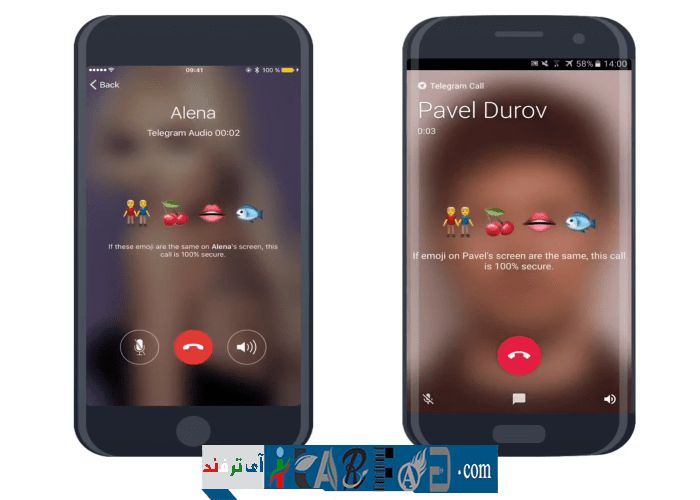 09:41
100 %
Back
Alena
Telegram Audio 00:02
If these emoji are the same on Alena's screen, this
call is 100% secure.
58% 14:00
Telegram Call
Pavel Durov
0:03
If emoji on Pavel's screen are the same, this call
is 100% secure.
آی ترفند
.com